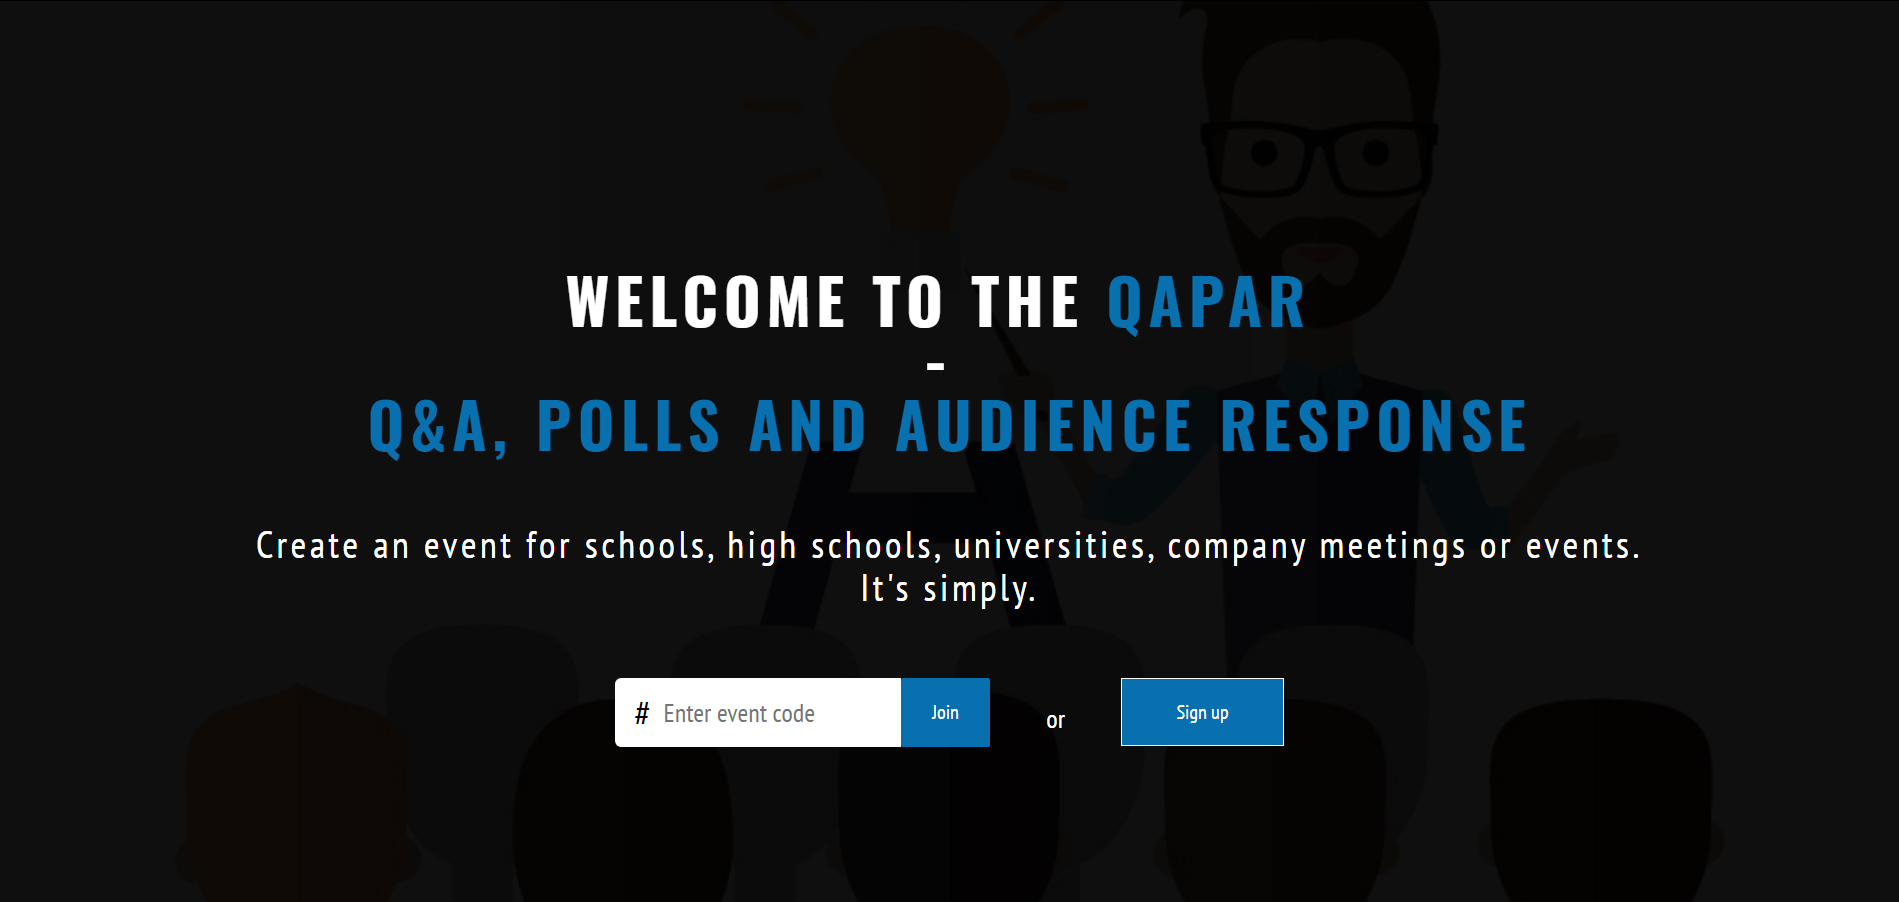 WELCOME TO THE QAPAR
-
Q&A, POLLS AND AUDIENCE RESPONSE
Create an event for schools, high schools, universities, company meetings or events.
It's simply.
# Enter event code Join or Sign up